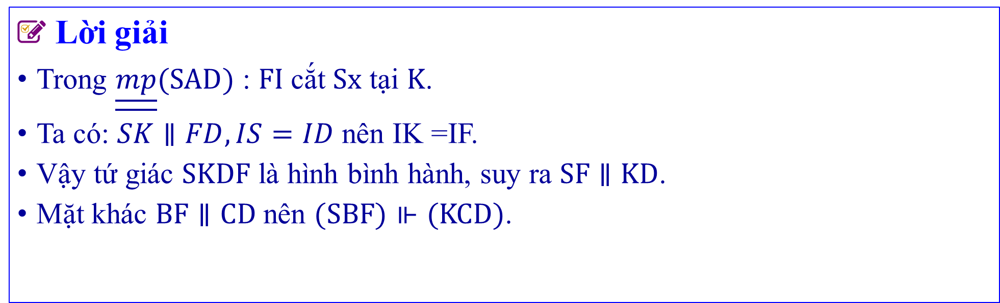 Lời giải
• Trong mp(SAD) : FI cắt Sx tại K.
• Ta có: SK ∥ FD, IS = ID nên IK =IF.
• Vậy tứ giác SKDF là hình bình hành, suy ra SF ∥ KD.
• Mặt khác BF ∥ CD nên (SBF) ⊪ (KCD).